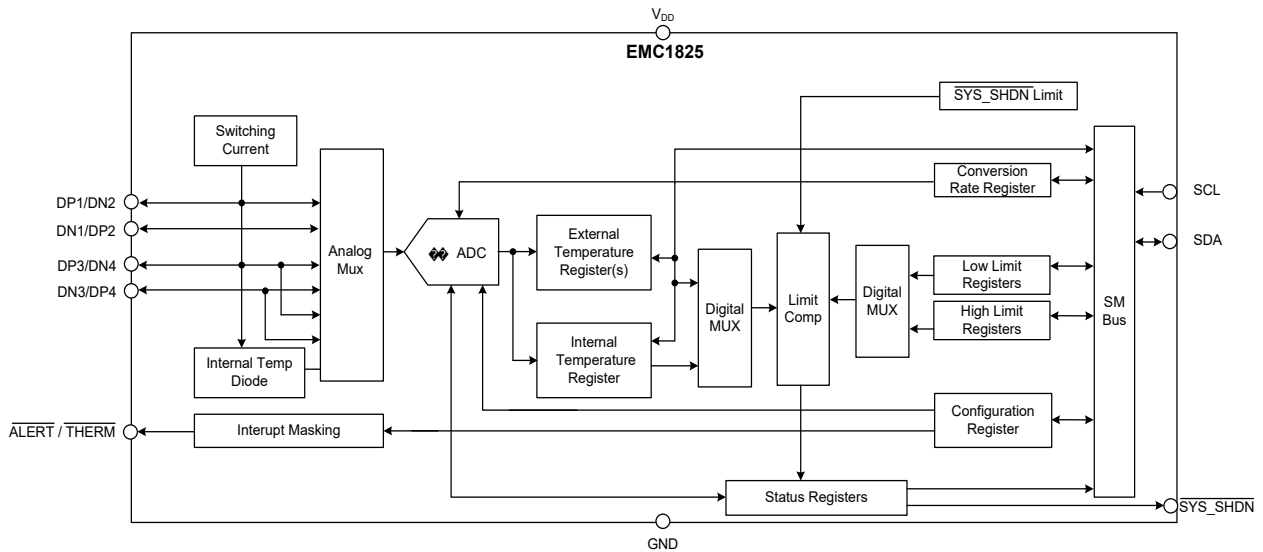 VDD
EMC1825
SYS_SHDN Limit
Switching
Current
Conversion
Rate Register
DP1/DN2
DN1/DP2
DP3/DN4
DN3/DP4
Analog
Mux
�� ADC
External
Temperature
Register(s)
Internal
Temperature
Register
Digital
MUX
Limit
Comp
Digital
MUX
Low Limit
Registers
High Limit
Registers
SM
Bus
SCL
SDA
Internal Temp
Diode
ALERT / THERM
Interupt Masking
Configuration
Register
Status Registers
SYS_SHDN
GND